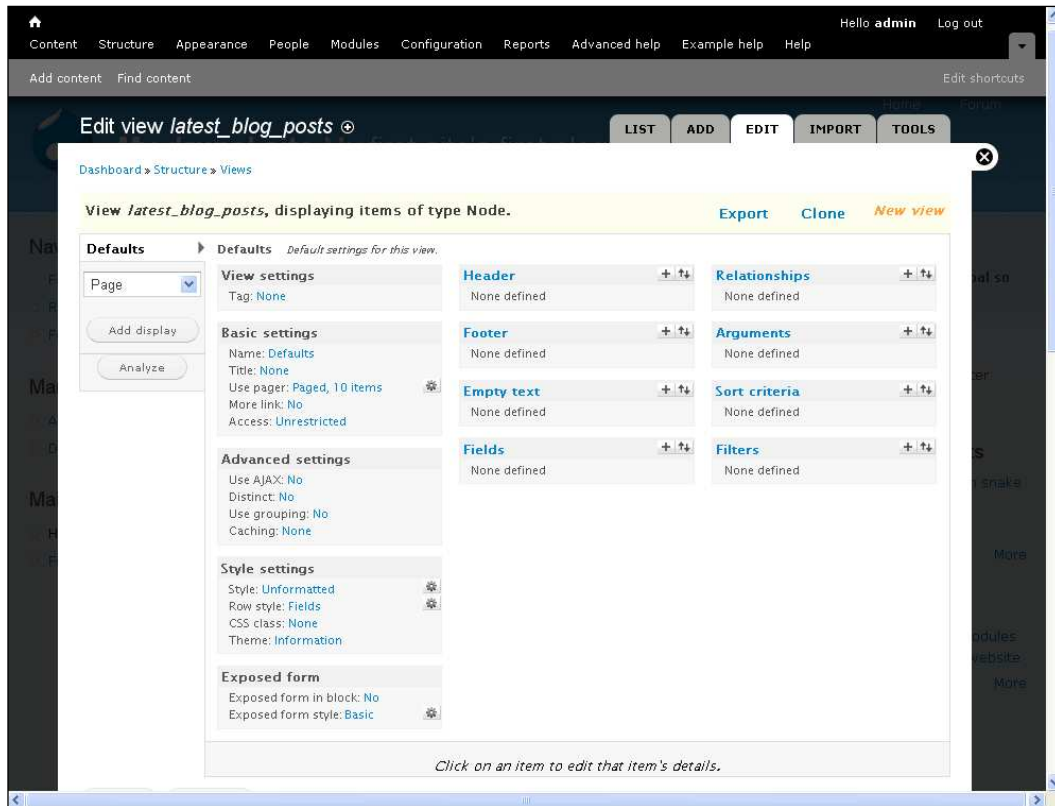 Hello admin Log out
Content Structure Appearance People Modules Configuration Reports Advanced help Example help Help
Add content Find content Edit shortcuts
Home Forum
Edit view latest_blog_posts
LIST ADD EDIT IMPORT TOOLS
Dashboard » Structure » Views
View latest_blog_posts, displaying items of type Node.
Export Clone New view
Defaults
Page
Add display
Analyze
Defaults Default settings for this view.
View settings
Tag: None
Basic settings
Name: Defaults
Title: None
Use pager: Paged, 10 items
More link: No
Access: Unrestricted
Advanced settings
Use AJAX: No
Distinct: No
Use grouping: No
Caching: None
Style settings
Style: Unformatted
Row style: Fields
CSS class: None
Theme: Information
Exposed form
Exposed form in block: No
Exposed form style: Basic
Header
None defined
Footer
None defined
Empty text
None defined
Fields
None defined
Relationships
None defined
Arguments
None defined
Sort criteria
None defined
Filters
None defined
Click on an item to edit that item's details.
snake
More
More